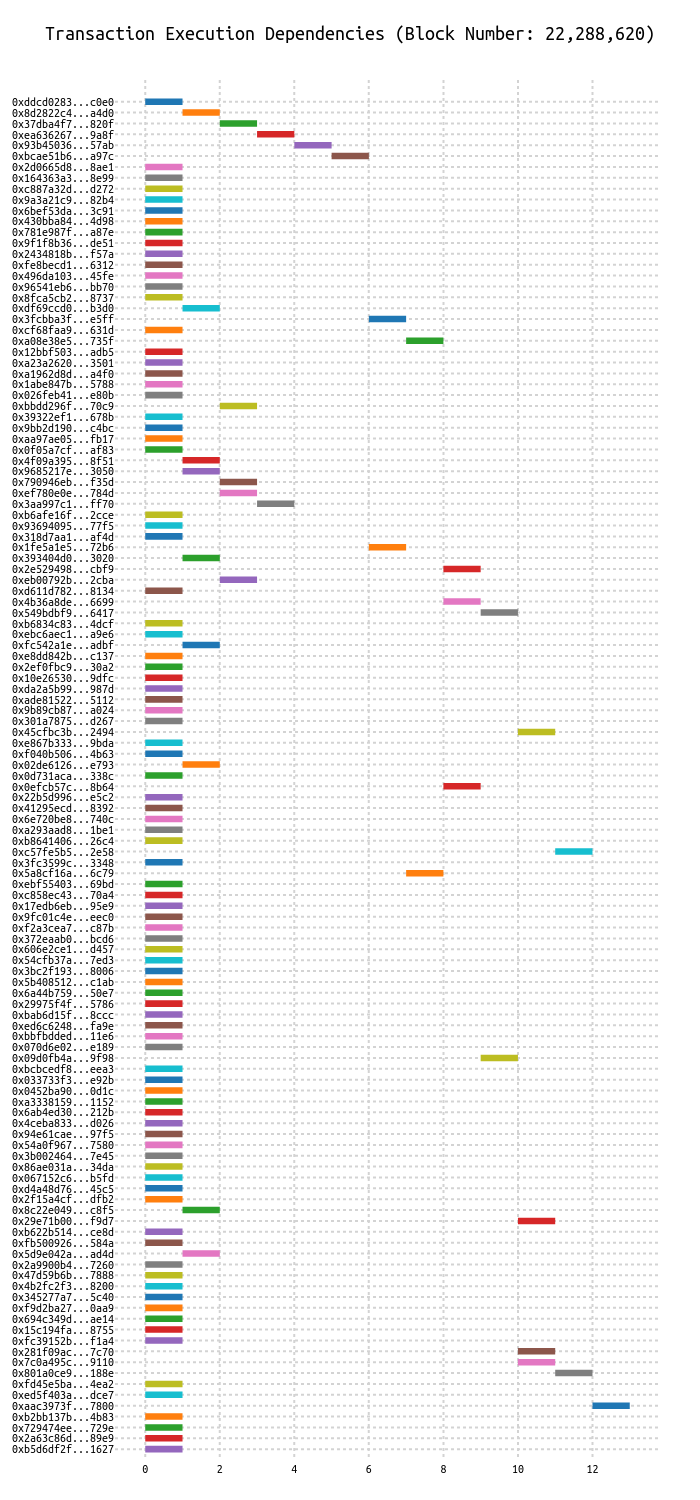 Transaction Execution Dependencies (Block Number: 22,288,620)
0xddcd0283...c0e0
0x8d2822c4...a4d0
0x37dba4f7...820f
0xea636267...9a8f
0x93b45036...57ab
0xbcae51b6...a97c
0x2d0665d8...8ae1
0x164363a3...8e99
0xc887a32d...d272
0x9a3a21c9...82b4
0x6bef53da...3c91
0x430bba84...4d98
0x781e987f...a87e
0x9f1f8b36...de51
0x2434818b...f57a
0xfe8becd1...6312
0x496da103...45fe
0x96541eb6...bb70
0x8fca5cb2...8737
0xdf69ccd0...b3d0
0x3fcbba3f...e5ff
0xcf68faa9...631d
0xa08e38e5...735f
0x12bbf503...adb5
0xa23a2620...3501
0xa1962d8d...a4f0
0x1abe847b...5788
0x026feb41...e80b
0xbbdd296f...70c9
0x39322ef1...678b
0x9bb2d190...c4bc
0xaa97ae05...fb17
0x0f05a7cf...af83
0x4f09a395...8f51
0x9685217e...3050
0x790946eb...f35d
0xef780e0e...784d
0x3aa997c1...ff70
0xb6afe16f...2cce
0x93694095...77f5
0x318d7aa1...af4d
0x1fe5a1e5...72b6
0x393404d0...3020
0x2e529498...cbf9
0xeb00792b...2cba
0xd611d782...8134
0x4b36a8de...6699
0x549bdbf9...6417
0xb6834c83...4dcf
0xebc6aec1...a9e6
0xfc542a1e...adbf
0xe8dd842b...c137
0x2ef0fbc9...30a2
0x10e26530...9dfc
0xda2a5b99...987d
0xade81522...5112
0x9b89cb87...a024
0x301a7875...d267
0x45cfbc3b...2494
0xe867b333...9bda
0xf040b506...4b63
0x02de6126...e793
0x0d731aca...338c
0x0efcb57c...8b64
0x22b5d996...e5c2
0x41295ecd...8392
0x6e720be8...740c
0xa293aad8...1be1
0xb8641406...26c4
0xc57fe5b5...2e58
0x3fc3599c...3348
0x5a8cf16a...6c79
0xebf55403...69bd
0xc858ec43...70a4
0x17edb6eb...95e9
0x9fc01c4e...eec0
0xf2a3cea7...c87b
0x372eaab0...bcd6
0x606e2ce1...d457
0x54cfb37a...7ed3
0x3bc2f193...8006
0x5b408512...c1ab
0x6a44b759...50e7
0x29975f4f...5786
0xbab6d15f...8ccc
0xed6c6248...fa9e
0xbbfbdded...11e6
0x070d6e02...e189
0x09d0fb4a...9f98
0xbcbcedf8...eea3
0x033733f3...e92b
0x0452ba90...0d1c
0xa3338159...1152
0x6ab4ed30...212b
0x4ceba833...d026
0x94e61cae...97f5
0x54a0f967...7580
0x3b002464...7e45
0x86ae031a...34da
0x067152c6...b5fd
0xd4a48d76...45c5
0x2f15a4cf...dfb2
0x8c22e049...c8f5
0x29e71b00...f9d7
0xb622b514...ce8d
0xfb500926...584a
0x5d9e042a...ad4d
0x2a9900b4...7260
0x47d59b6b...7888
0x4b2fc2f3...8200
0x345277a7...5c40
0xf9d2ba27...0aa9
0x694c349d...ae14
0x15c194fa...8755
0xfc39152b...f1a4
0x281f09ac...7c70
0x7c0a495c...9110
0x801a0ce9...188e
0xfd45e5ba...4ea2
0xed5f403a...dce7
0xaac3973f...7800
0xb2bb137b...4b83
0x729474ee...729e
0x2a63c86d...89e9
0xb5d6df2f...1627
0 2 4 6 8 10 12